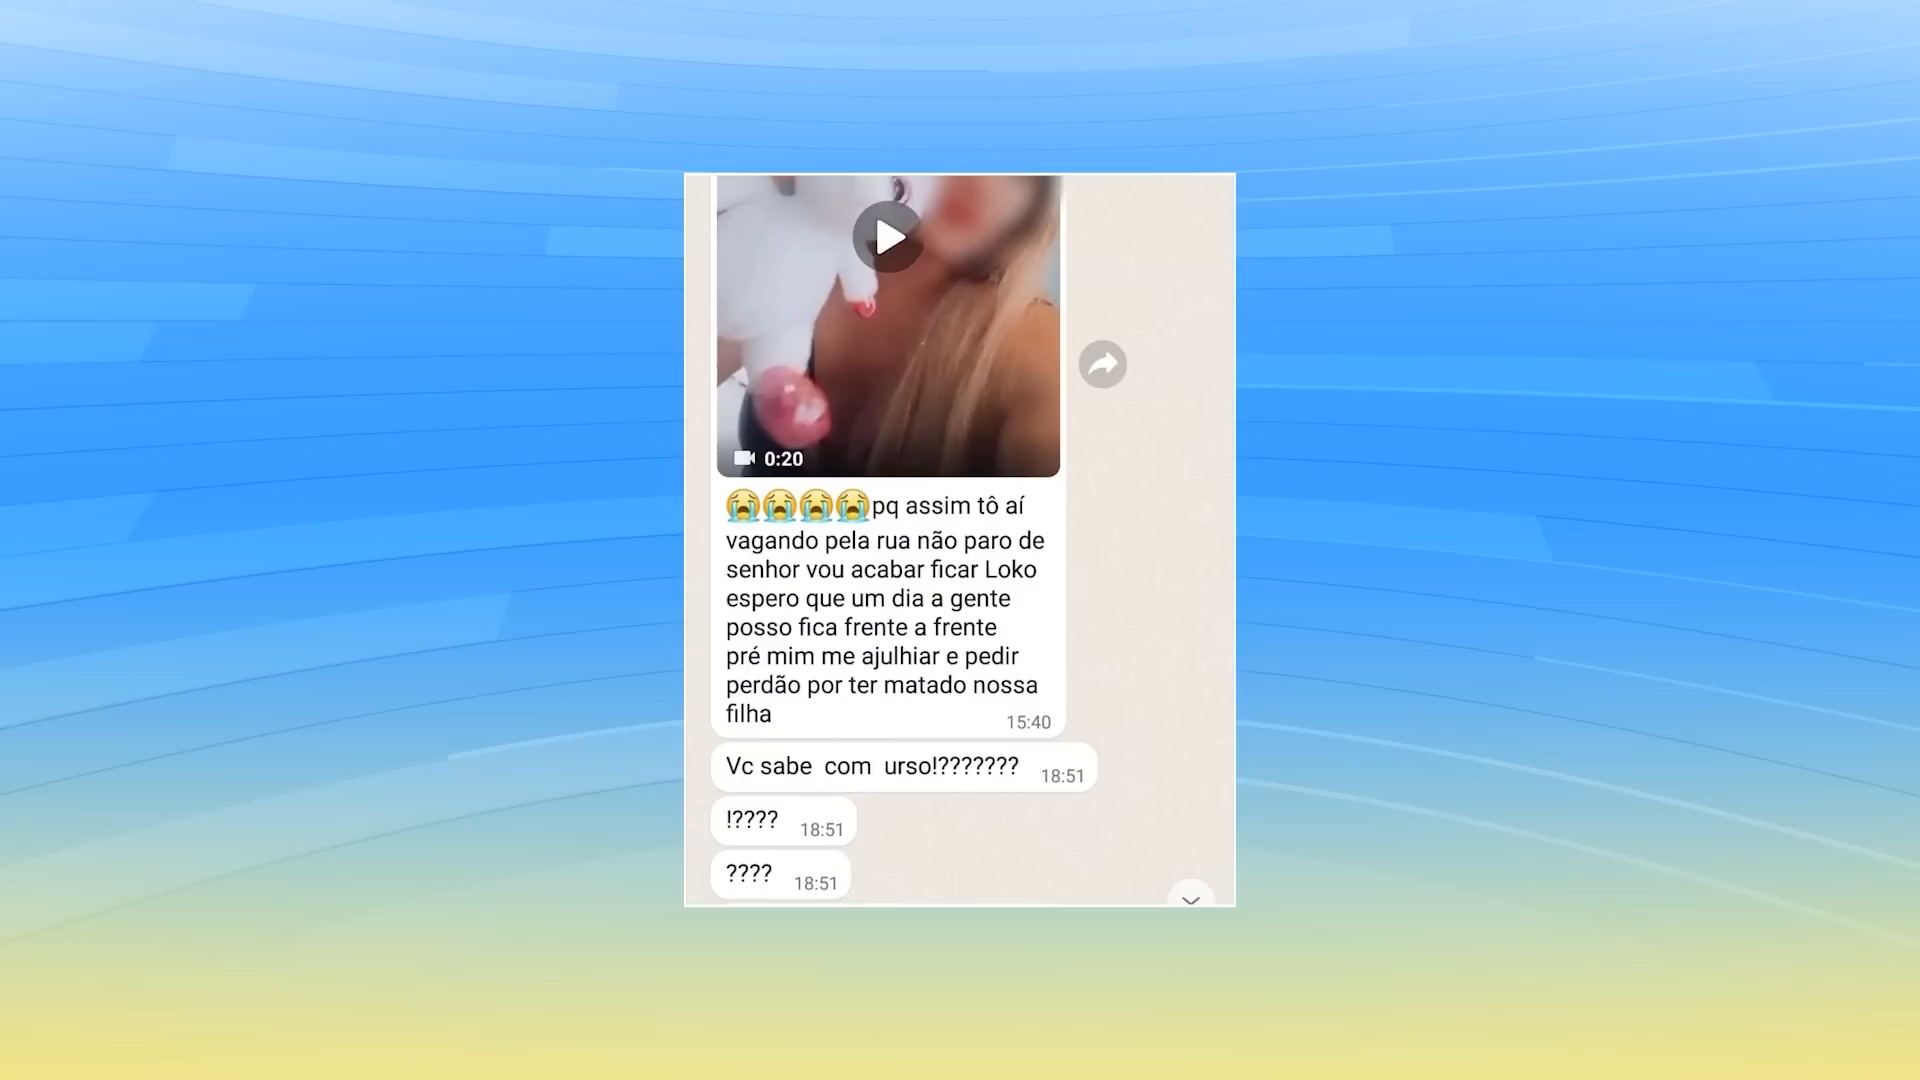 0:20
😭😭😭😭pq assim tô aí
vagando pela rua não paro de
senhor vou acabar ficar Loko
espero que um dia a gente
posso fica frente a frente
pré mim me ajulhiar e pedir
perdão por ter matado nossa
filha
15:40
Vc sabe com urso!???????
18:51
!????
18:51
????
18:51